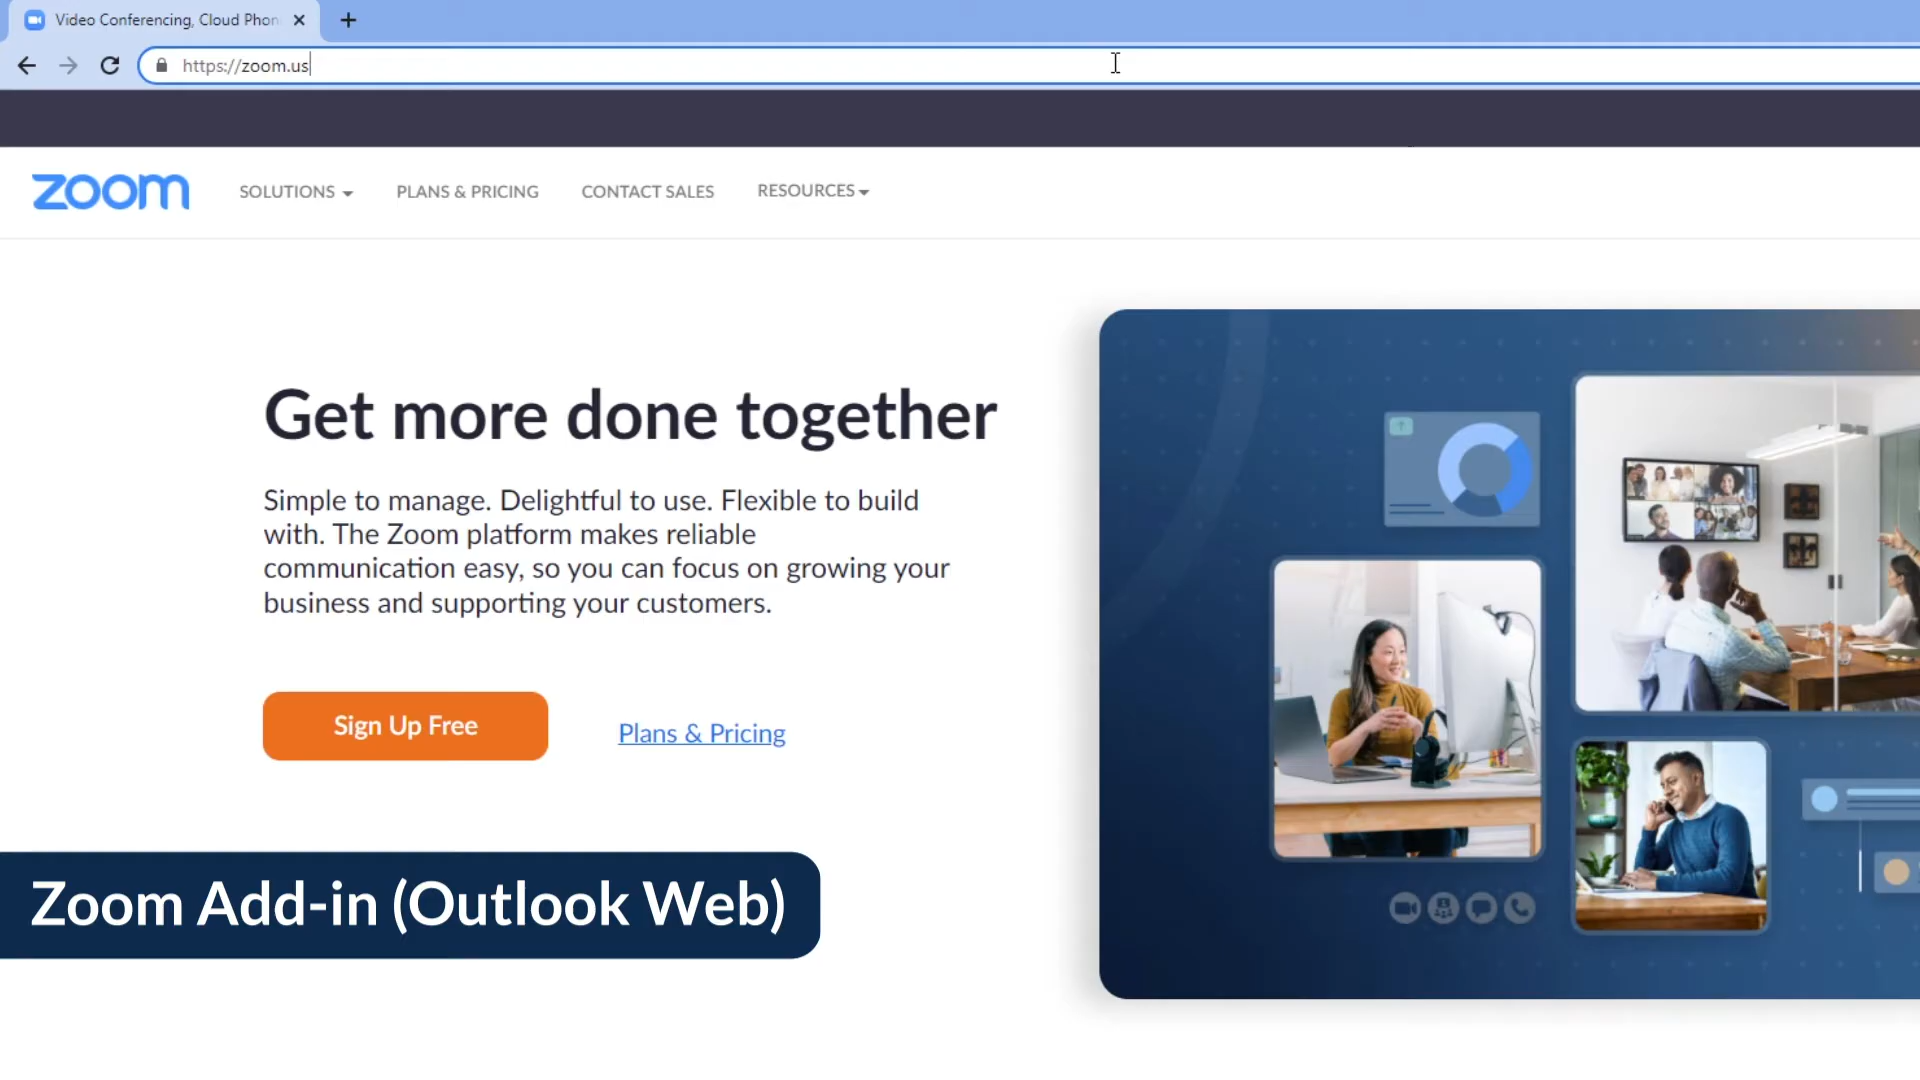 Video Conferencing, Cloud Phon
https://zoom.us
zoom
SOLUTIONS
PLANS & PRICING
CONTACT SALES
RESOURCES
Get more done together
Simple to manage. Delightful to use. Flexible to build
with. The Zoom platform makes reliable
communication easy, so you can focus on growing your
business and supporting your customers.
Sign Up Free
Plans & Pricing
Zoom Add-in (Outlook Web)